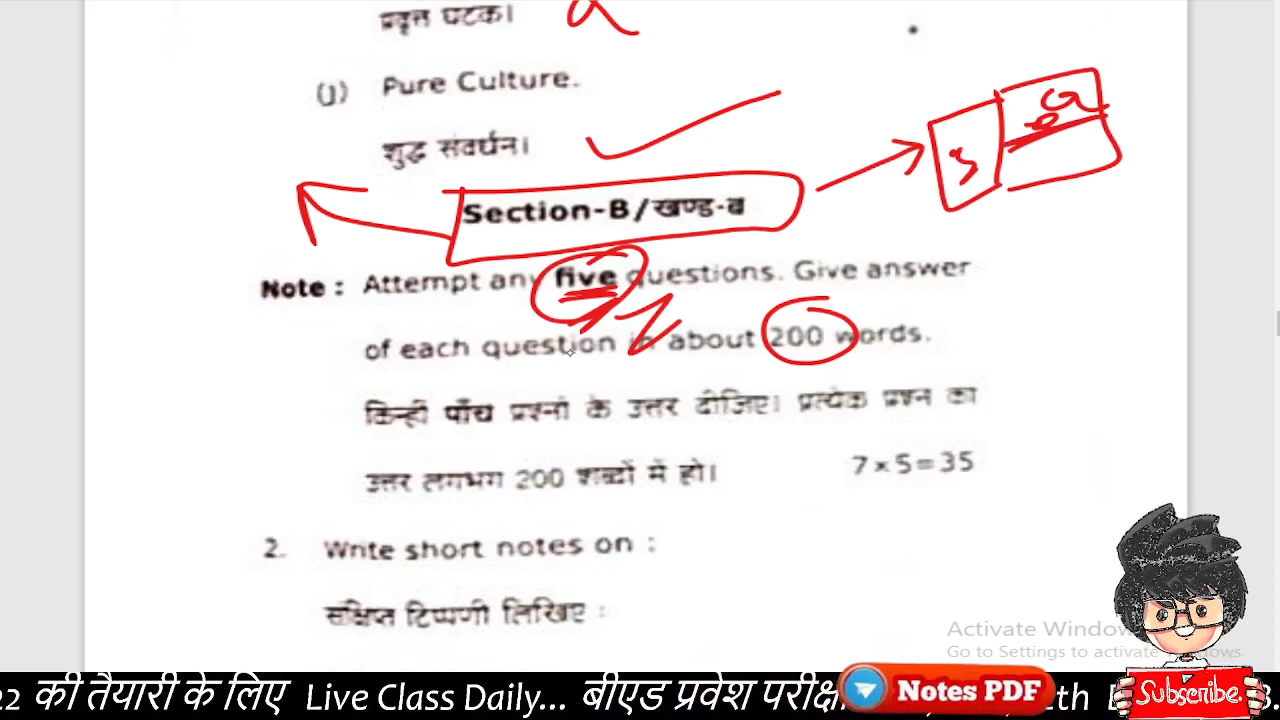 प्रवृत्त घटक।
(J) Pure Culture.
शुद्ध संवर्धन।
Section-B/खण्ड-ब
Note : Attempt any five questions. Give answer
of each question in about 200 words.
किन्हीं पाँच प्रश्नों के उत्तर दीजिए। प्रत्येक प्रश्न का
उत्तर लगभग 200 शब्दों में हो। 7×5=35
2. Write short notes on :
संक्षिप्त टिप्पणी लिखिए :
Activate Windows
Go to Settings to activate Windows.
की तैयारी के लिए Live Class Daily... बीएड प्रवेश
Notes PDF
Subscribe.